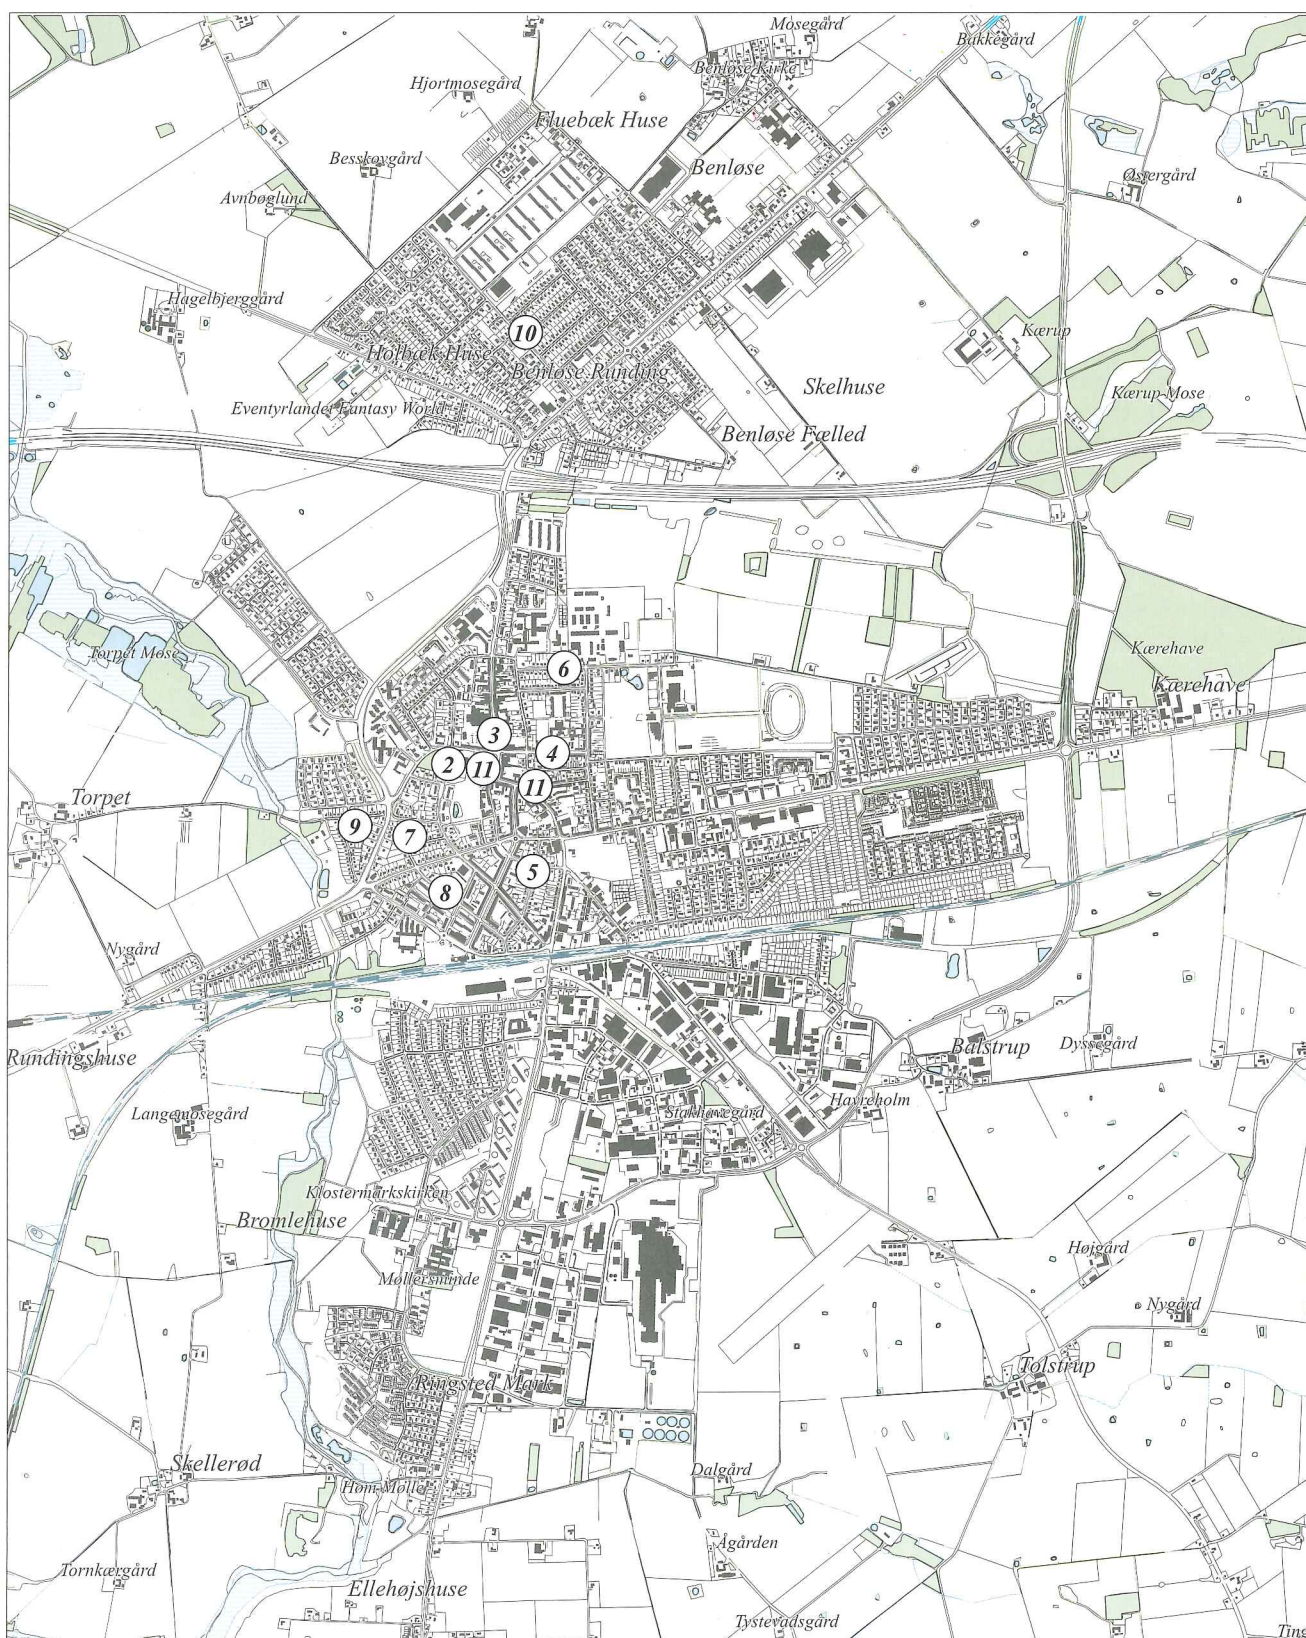 Mosegård
Bakkegård
Benløse Kirke
Hjortmosegård
Fluebæk Huse
Besskovgård
Benløse
Østergård
Avnbøglund
Hagelbjerggård
10
Kærup
Holbæk Huse
Benløse Runding
Skelhuse
Kærup Mose
Eventyrlandet Fantasy World
Benløse Fælled
Torpet Mose
6
Kærehave
Kærehave
3
2
11
4
11
Torpet
9
7
5
8
Nygård
Rundingshuse
Balstrup
Dyssegård
Langemosegård
Havreholm
Stakhavegård
Klostermarkskirken
Bromlehuse
Højgård
Møllersminde
Nygård
Tolstrup
Ringsted Mark
Skellerød
Dalgård
Høm Mølle
Ågården
Tornkærgård
Ellehøjshuse
Tystevadsgård
Ting